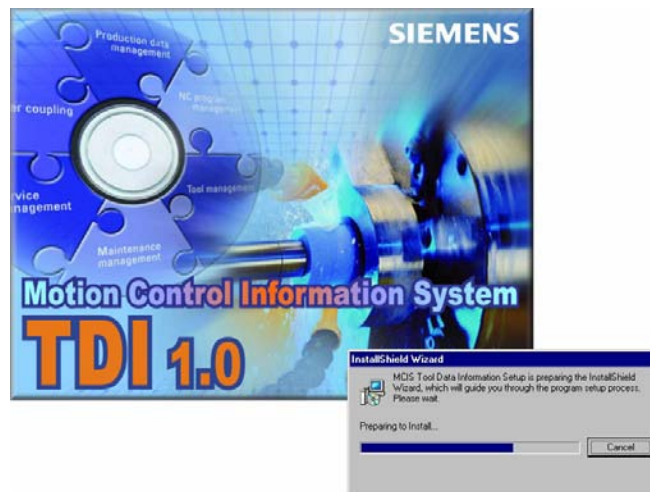 SIEMENS
Production data
management
NC program
management
er coupling
Tool management
vice
nagement
Maintenance
management
Motion Control Information System
TDI 1.0
InstallShield Wizard
MCIS Tool Data Information Setup is preparing the InstallShield
Wizard, which will guide you through the program setup process.
Please wait.
Preparing to Install...
Cancel